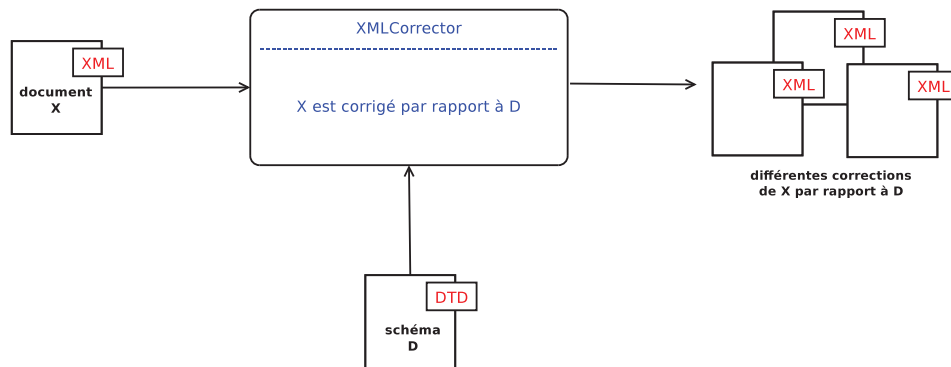 XMLCorrector
XML
document
X
X est corrigé par rapport à D
XML
XML
XML
différentes corrections
de X par rapport à D
DTD
schéma
D